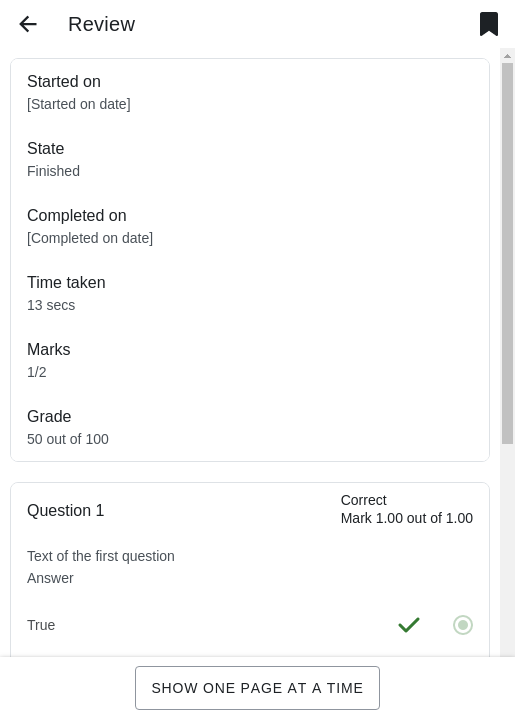 Review
Started on
[Started on date]
State
Finished
Completed on
[Completed on date]
Time taken
13 secs
Marks
1/2
Grade
50 out of 100
Question 1
Correct
Mark 1.00 out of 1.00
Text of the first question
Answer
True
SHOW ONE PAGE AT A TIME